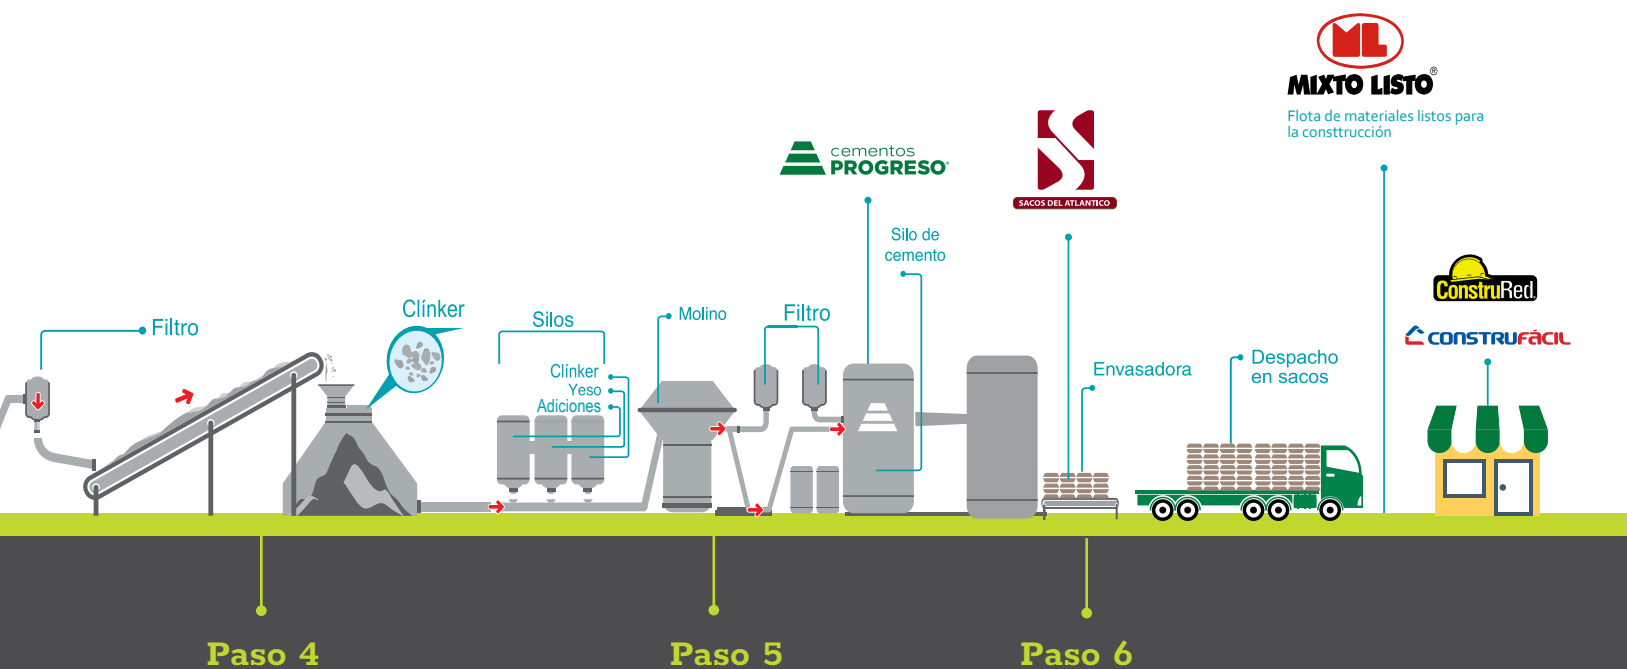 ML
MIXTO LISTO®
Flota de materiales listos para
la consttrucción
cementos
PROGRESO®
SACOS DEL ATLANTICO
Silo de
cemento
ConstruRed.
CONSTRUFÁCIL
Filtro
Clínker
Silos
Molino
Filtro
Clínker
Yeso
Adiciones
Envasadora
Despacho
en sacos
Paso 4
Paso 5
Paso 6